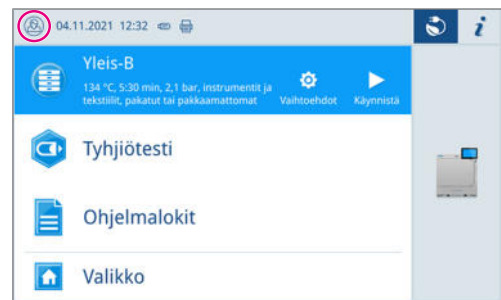 04.11.2021 12:32
i
Yleis-B
134 °C, 5:30 min, 2,1 bar, instrumentit ja
tekstiilit, pakatut tai pakkaamattomat
Vaihtoehdot
Käynnistä
Tyhjiötesti
Ohjelmalokit
Valikko